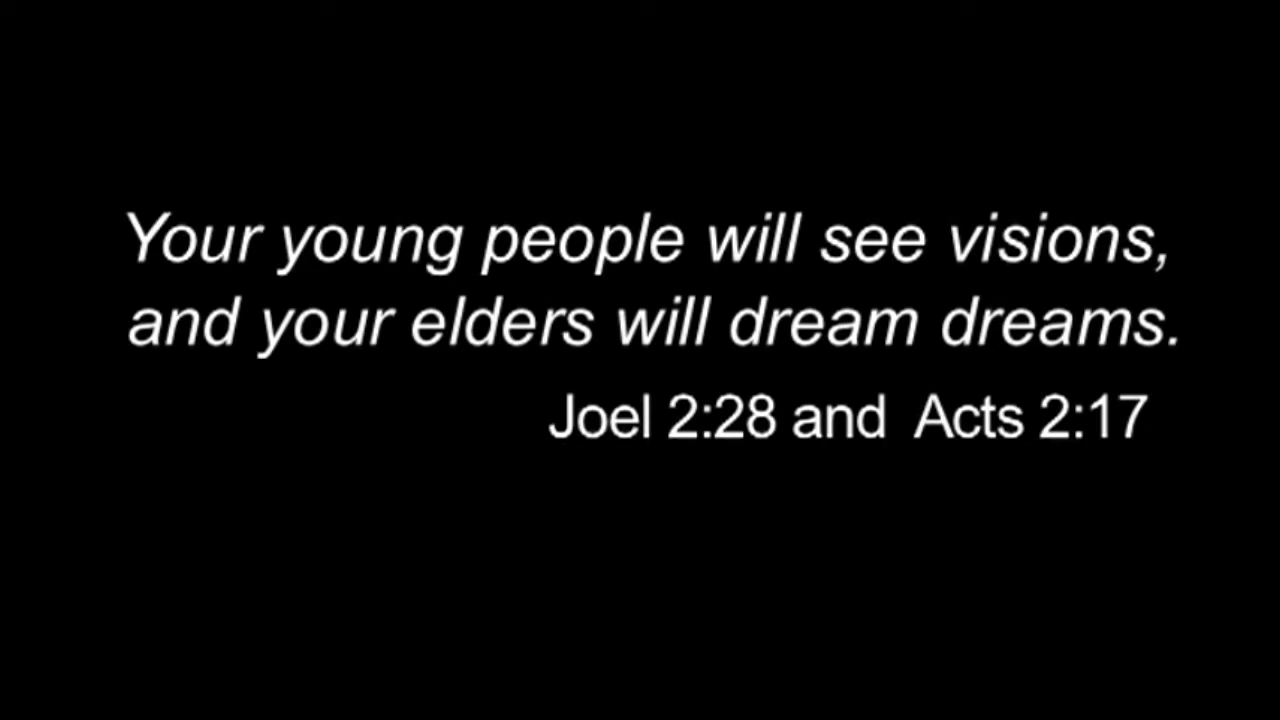 Your young people will see visions,
and your elders will dream dreams.
Joel 2:28 and Acts 2:17